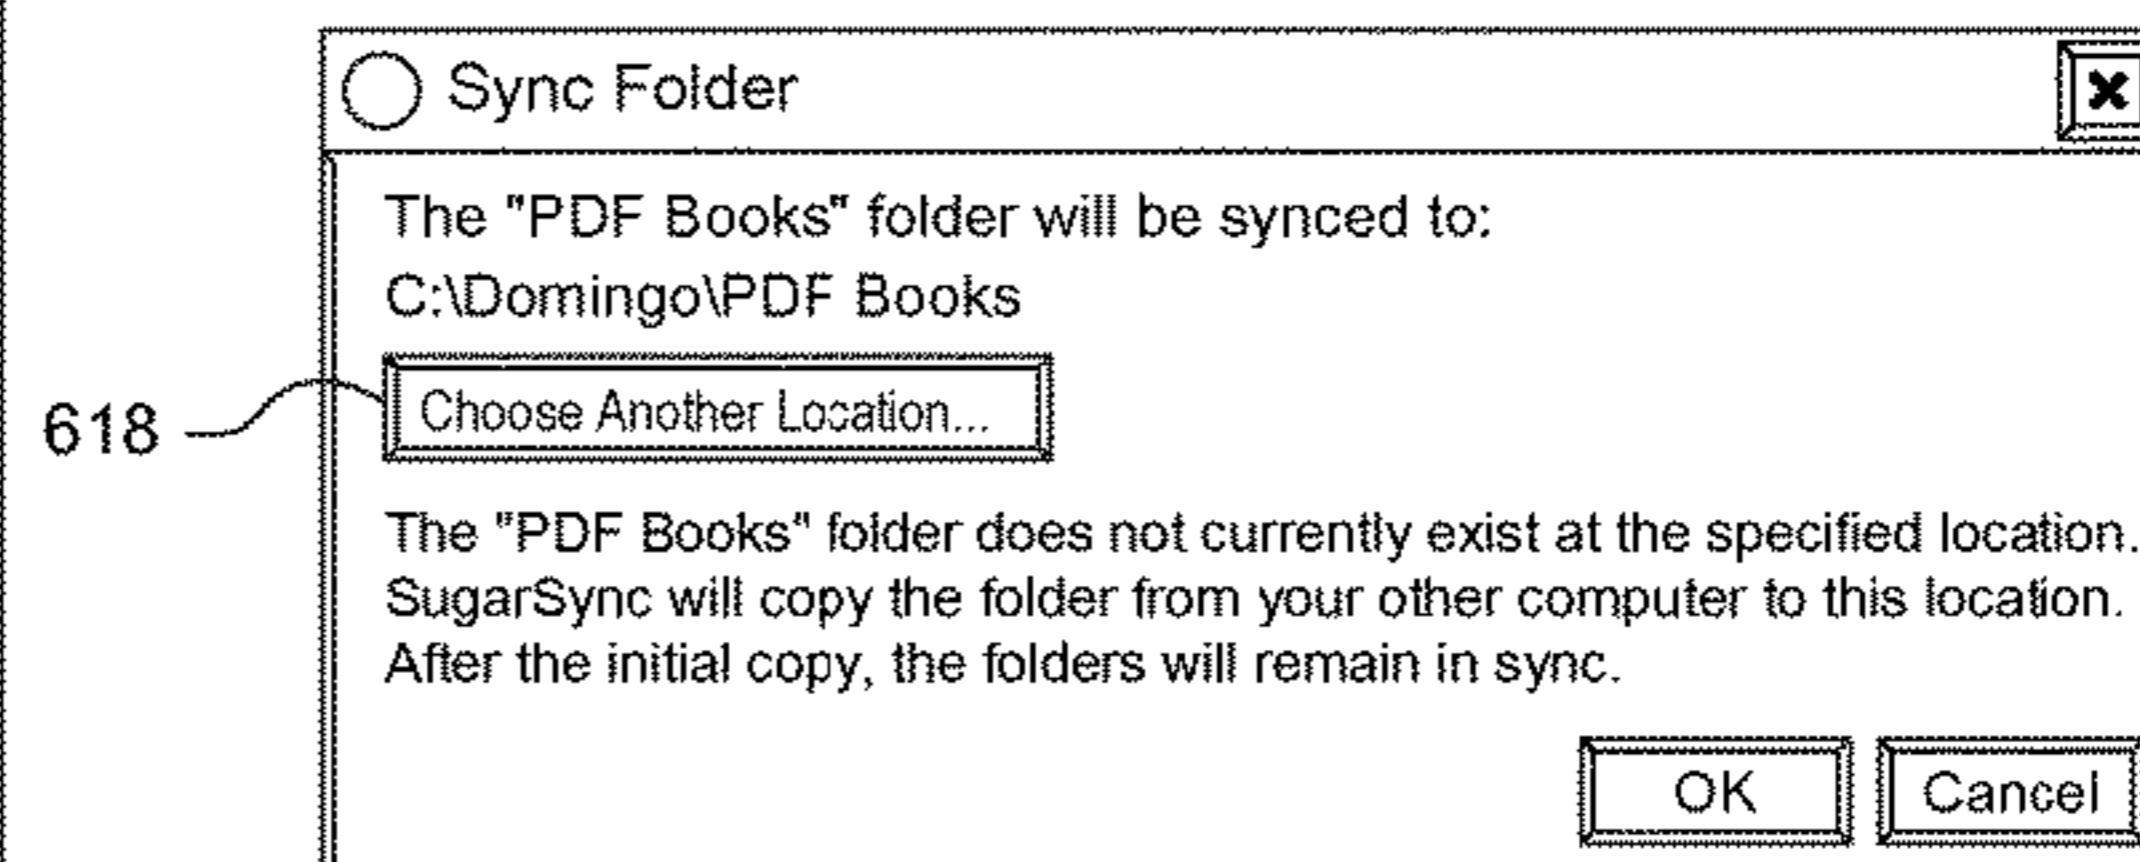 Sync Folder
The "PDF Books" folder will be synced to:
C:\Domingo\PDF Books
618
Choose Another Location...
The "PDF Books" folder does not currently exist at the specified location.
SugarSync will copy the folder from your other computer to this location.
After the initial copy, the folders will remain in sync.
OK Cancel